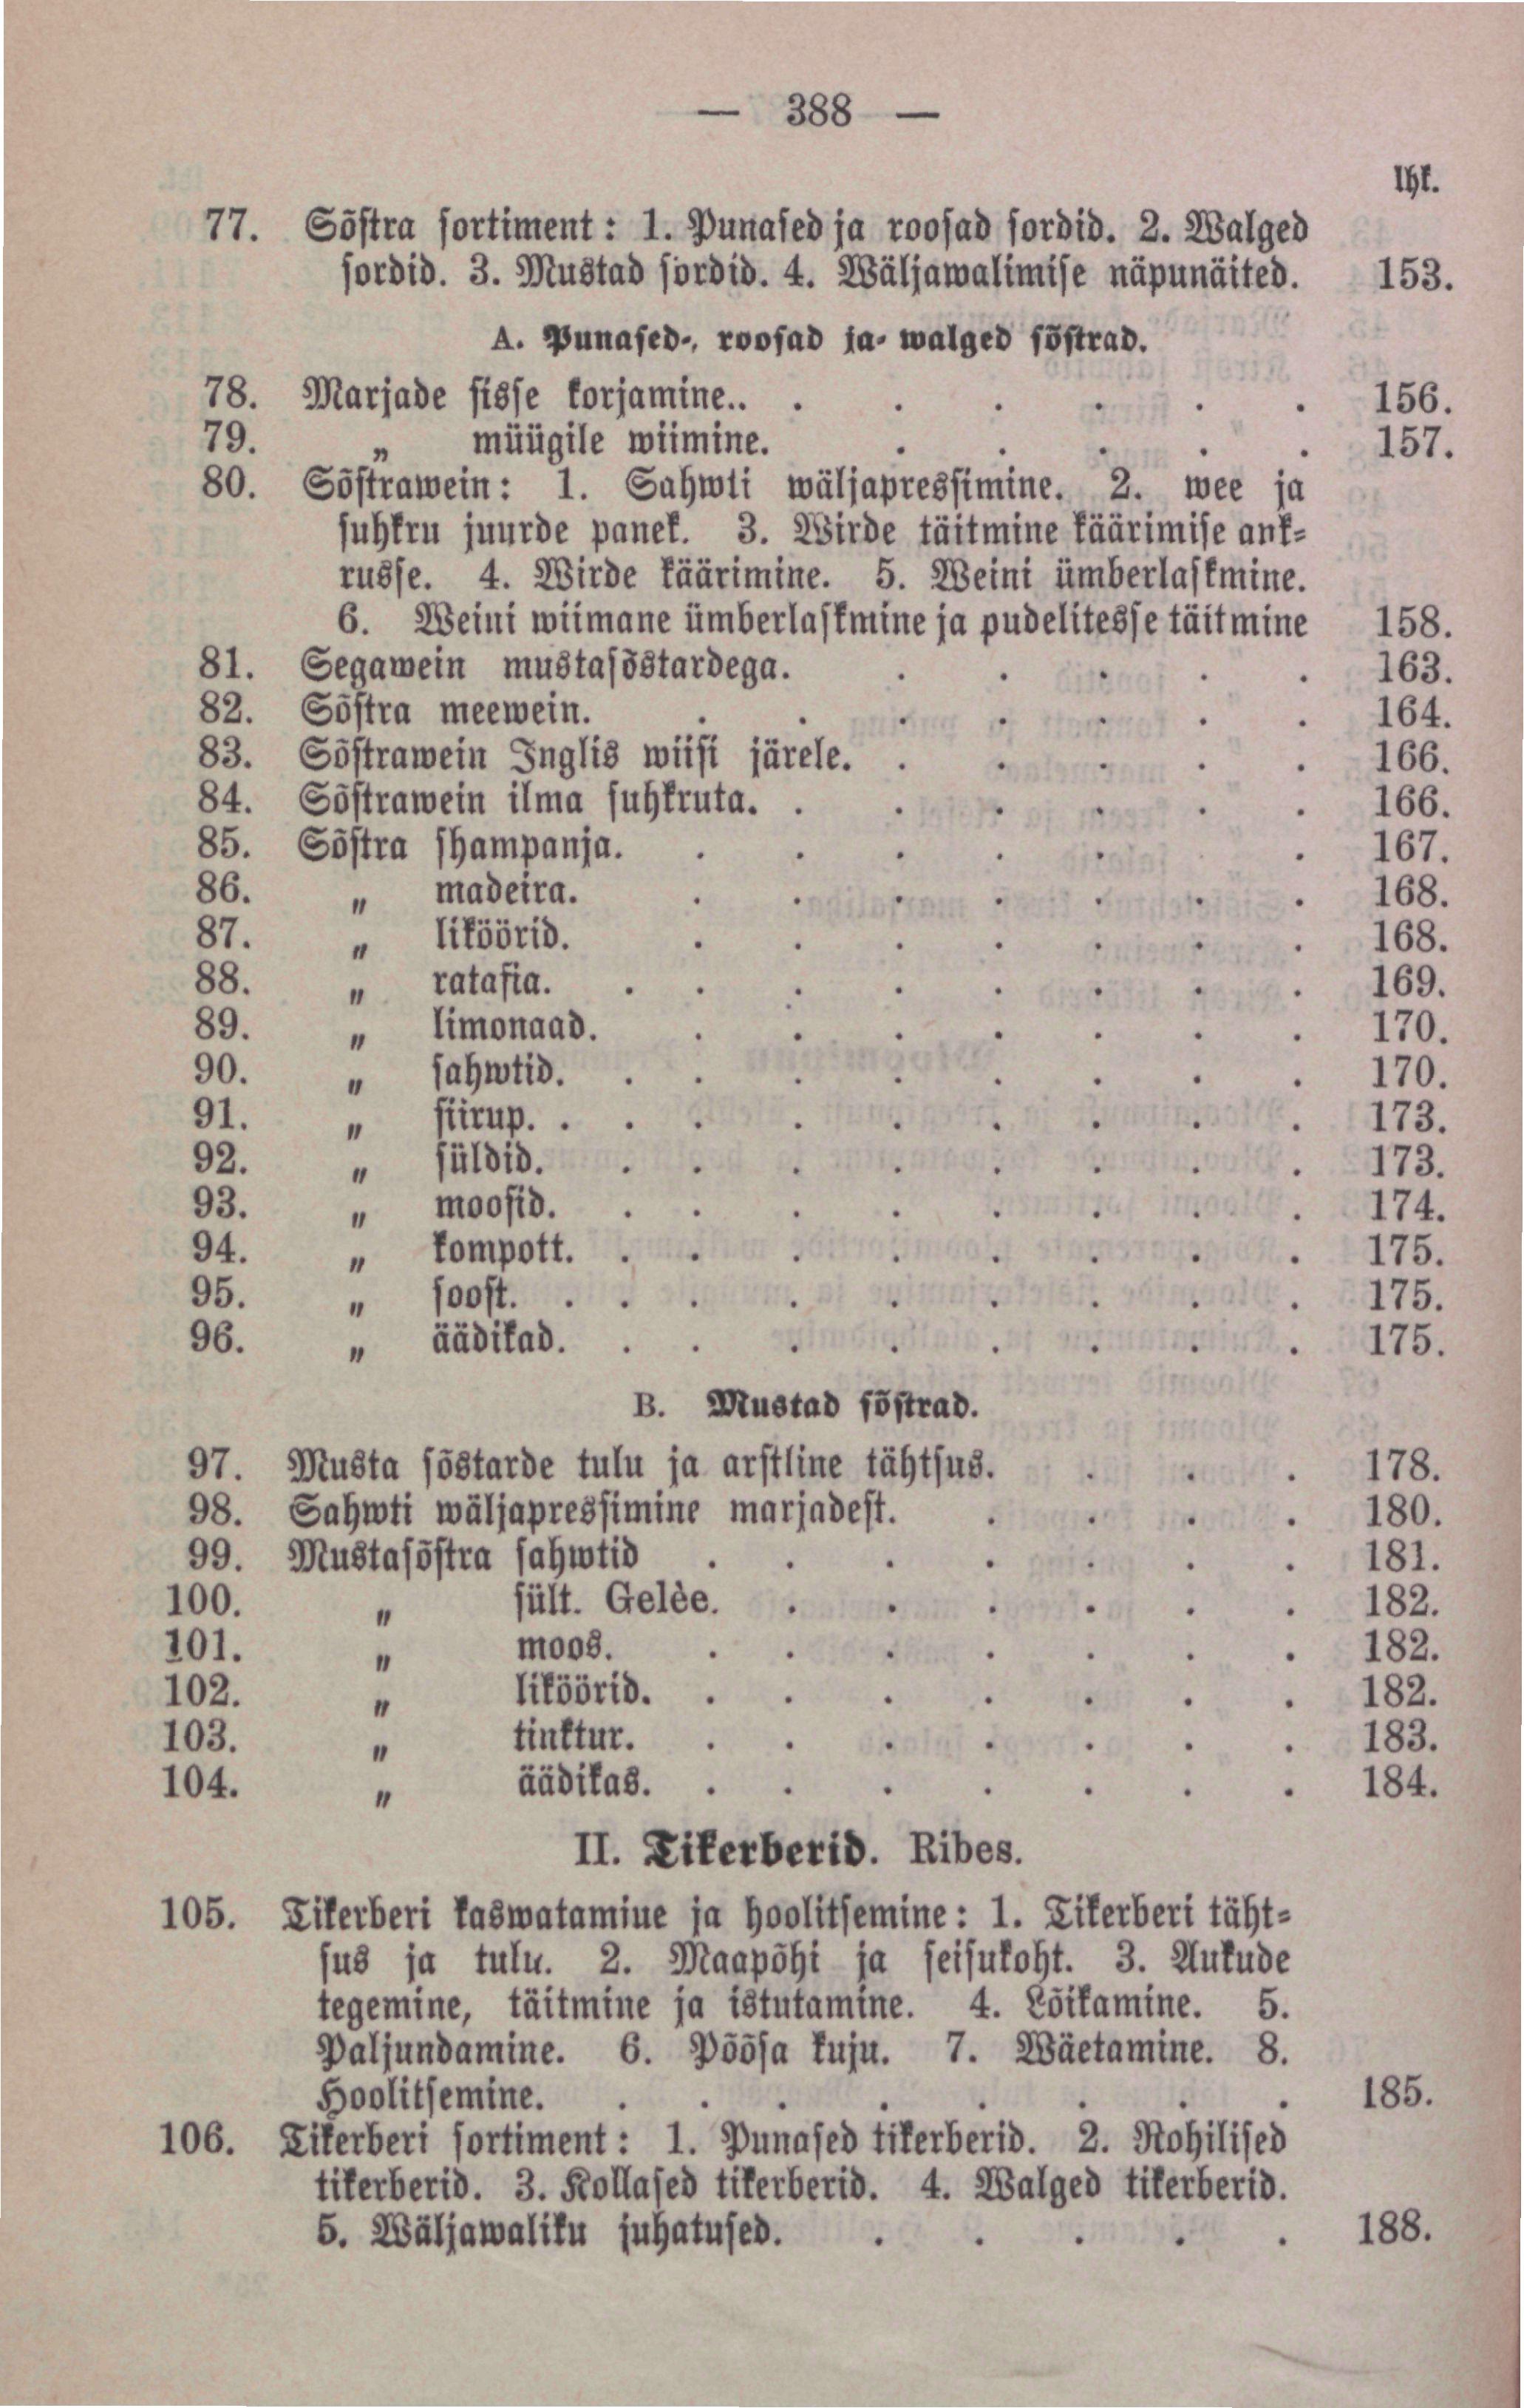 — 388 —
lhk.
77. Sõstra sortiment: 1. Punased ja roosad sordid. 2. Walged
sordid. 3. Mustad sordid. 4. Wäljawalimise näpunäited. 153.
A. Punased-, roosad ja- walged sõstrad.
78. Marjade sisse korjamine.. . . . . . . 156.
79. „ müügile wiimine. . . . . . 157.
80. Sõstrawein: 1. Sahwti wäljapressimine. 2. wee ja
suhkru juurde panek. 3. Wirde täitmine käärimise ank-
russe. 4. Wirde käärimine. 5. Weini ümberlaskmine.
6. Weini wiimane ümberlaskmine ja pudelitesse täitmine 158.
81. Segawein mustasõstardega. . . . . . 163.
82. Sõstra meewein. . . . . . . . 164.
83. Sõstrawein Inglis wiisi järele. . . . . . 166.
84. Sõstrawein ilma suhkruta. . . . . . . 166.
85. Sõstra shampanja. . . . . . . 167.
86. „ madeira. . . . . . . . 168.
87. „ liköörid. . . . . . . . 168.
88. „ ratafia. . . . . . . . . 169.
89. „ limonaad. . . . . . . . 170.
90. „ sahwtid. . . . . . . . . 170.
91. „ siirup. . . . . . . . . . 173.
92. „ süldid. . . . . . . . . 173.
93. „ moosid. . . . . . . . . 174.
94. „ kompott. . . . . . . . . 175.
95. „ soost. . . . . . . . . . 175.
96. „ äädikad. . . . . . . . . 175.
B. Mustad sõstrad.
97. Musta sõstarde tulu ja arstline tähtsus. . . . 178.
98. Sahwti wäljapressimine marjadest. . . . . 180.
99. Mustasõstra sahwtid . . . . . . . 181.
100. „ sült. Gelèe. . . . . . . 182.
101. „ moos. . . . . . . . 182.
102. „ liköörid. . . . . . . . 182.
103. „ tinktur. . . . . . . . 183.
104. „ äädikas. . . . . . . . 184.
II. Tikerberid. Ribes.
105. Tikerberi kaswatamine ja hoolitsemine: 1. Tikerberi täht-
sus ja tulu. 2. Maapõhi ja seisukoht. 3. Aukude
tegemine, täitmine ja istutamine. 4. Lõikamine. 5.
Paljundamine. 6. Põõsa kuju. 7. Wäetamine. 8.
Hoolitsemine. . . . . . . . . 185.
106. Tikerberi sortiment: 1. Punased tikerberid. 2. Rohilised
tikerberid. 3. Kollased tikerberid. 4. Walged tikerberid.
5. Wäljawaliku juhatused. . . . . . 188.